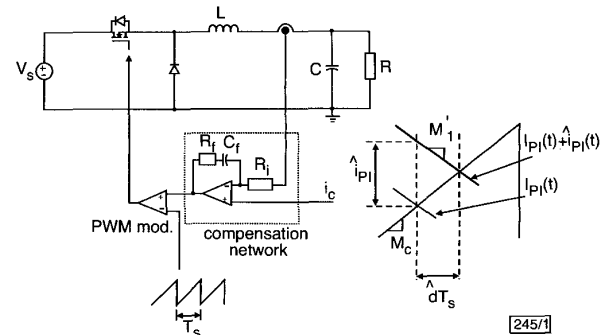 L
V_s
C
R
R_f
C_f
R_i
i_c
PWM mod.
compensation
network
T_s
M'_1
î_PI
I_PI(t)+î_PI(t)
I_PI(t)
M_c
d̂T_s
245/1